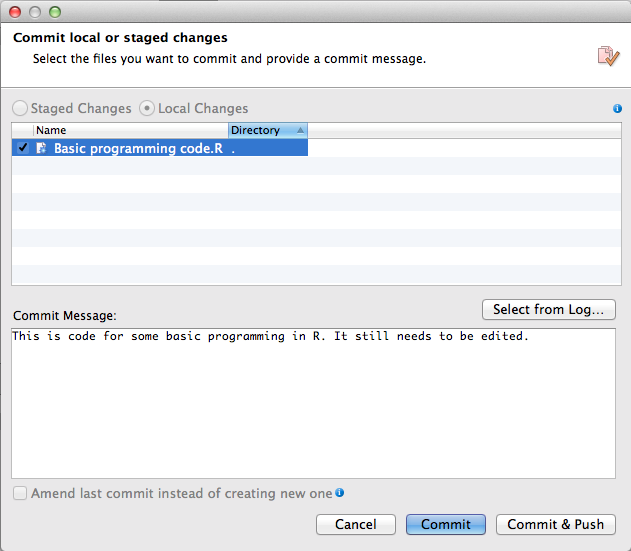 Commit local or staged changes
Select the files you want to commit and provide a commit message.
Staged Changes Local Changes
Name Directory
Basic programming code.R .
Commit Message:
Select from Log...
This is code for some basic programming in R. It still needs to be edited.
Amend last commit instead of creating new one
Cancel Commit Commit & Push